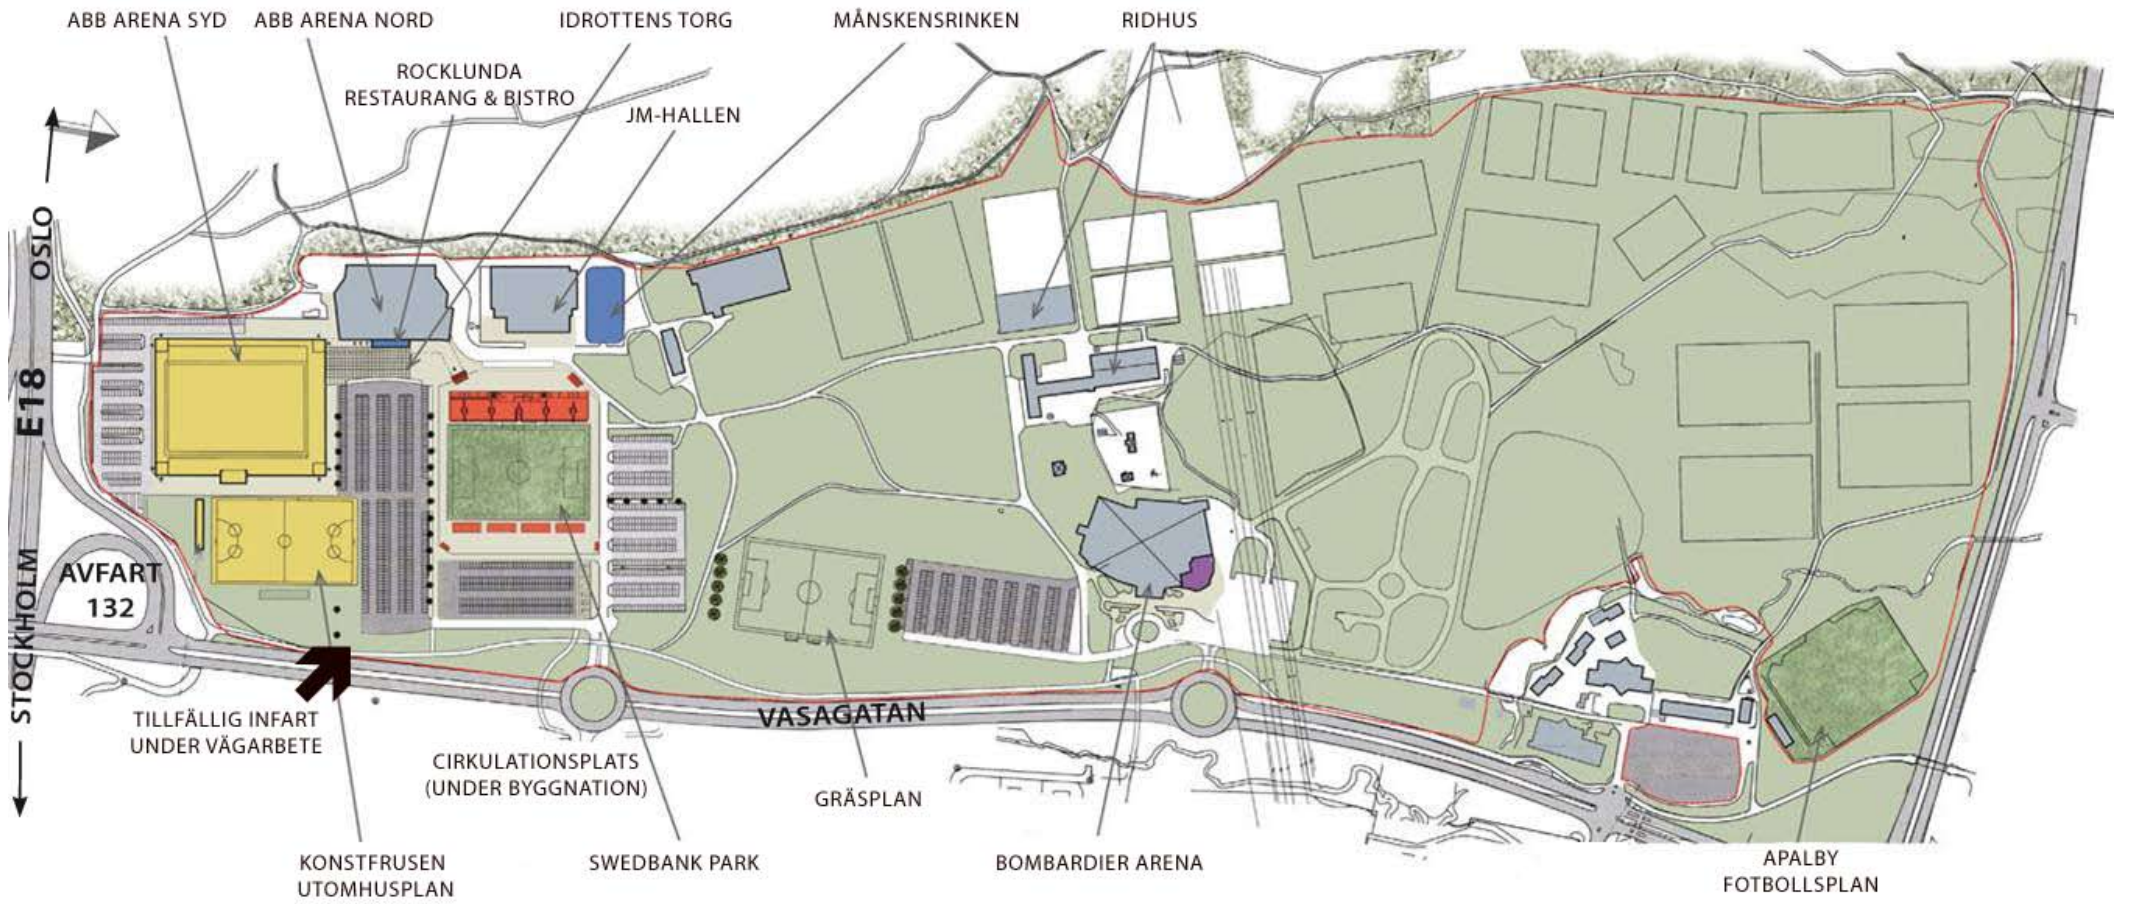 ABB ARENA SYD
ABB ARENA NORD
IDROTTENS TORG
MÅNSKENSRINKEN
RIDHUS
ROCKLUNDA
RESTAURANG & BISTRO
JM-HALLEN
OSLO
E18
STOCKHOLM
AVFART
132
VASAGATAN
TILLFÄLLIG INFART
UNDER VÄGARBETE
CIRKULATIONSPLATS
(UNDER BYGGNATION)
GRÄSPLAN
KONSTFRUSEN
UTOMHUSPLAN
SWEDBANK PARK
BOMBARDIER ARENA
APALBY
FOTBOLLSPLAN